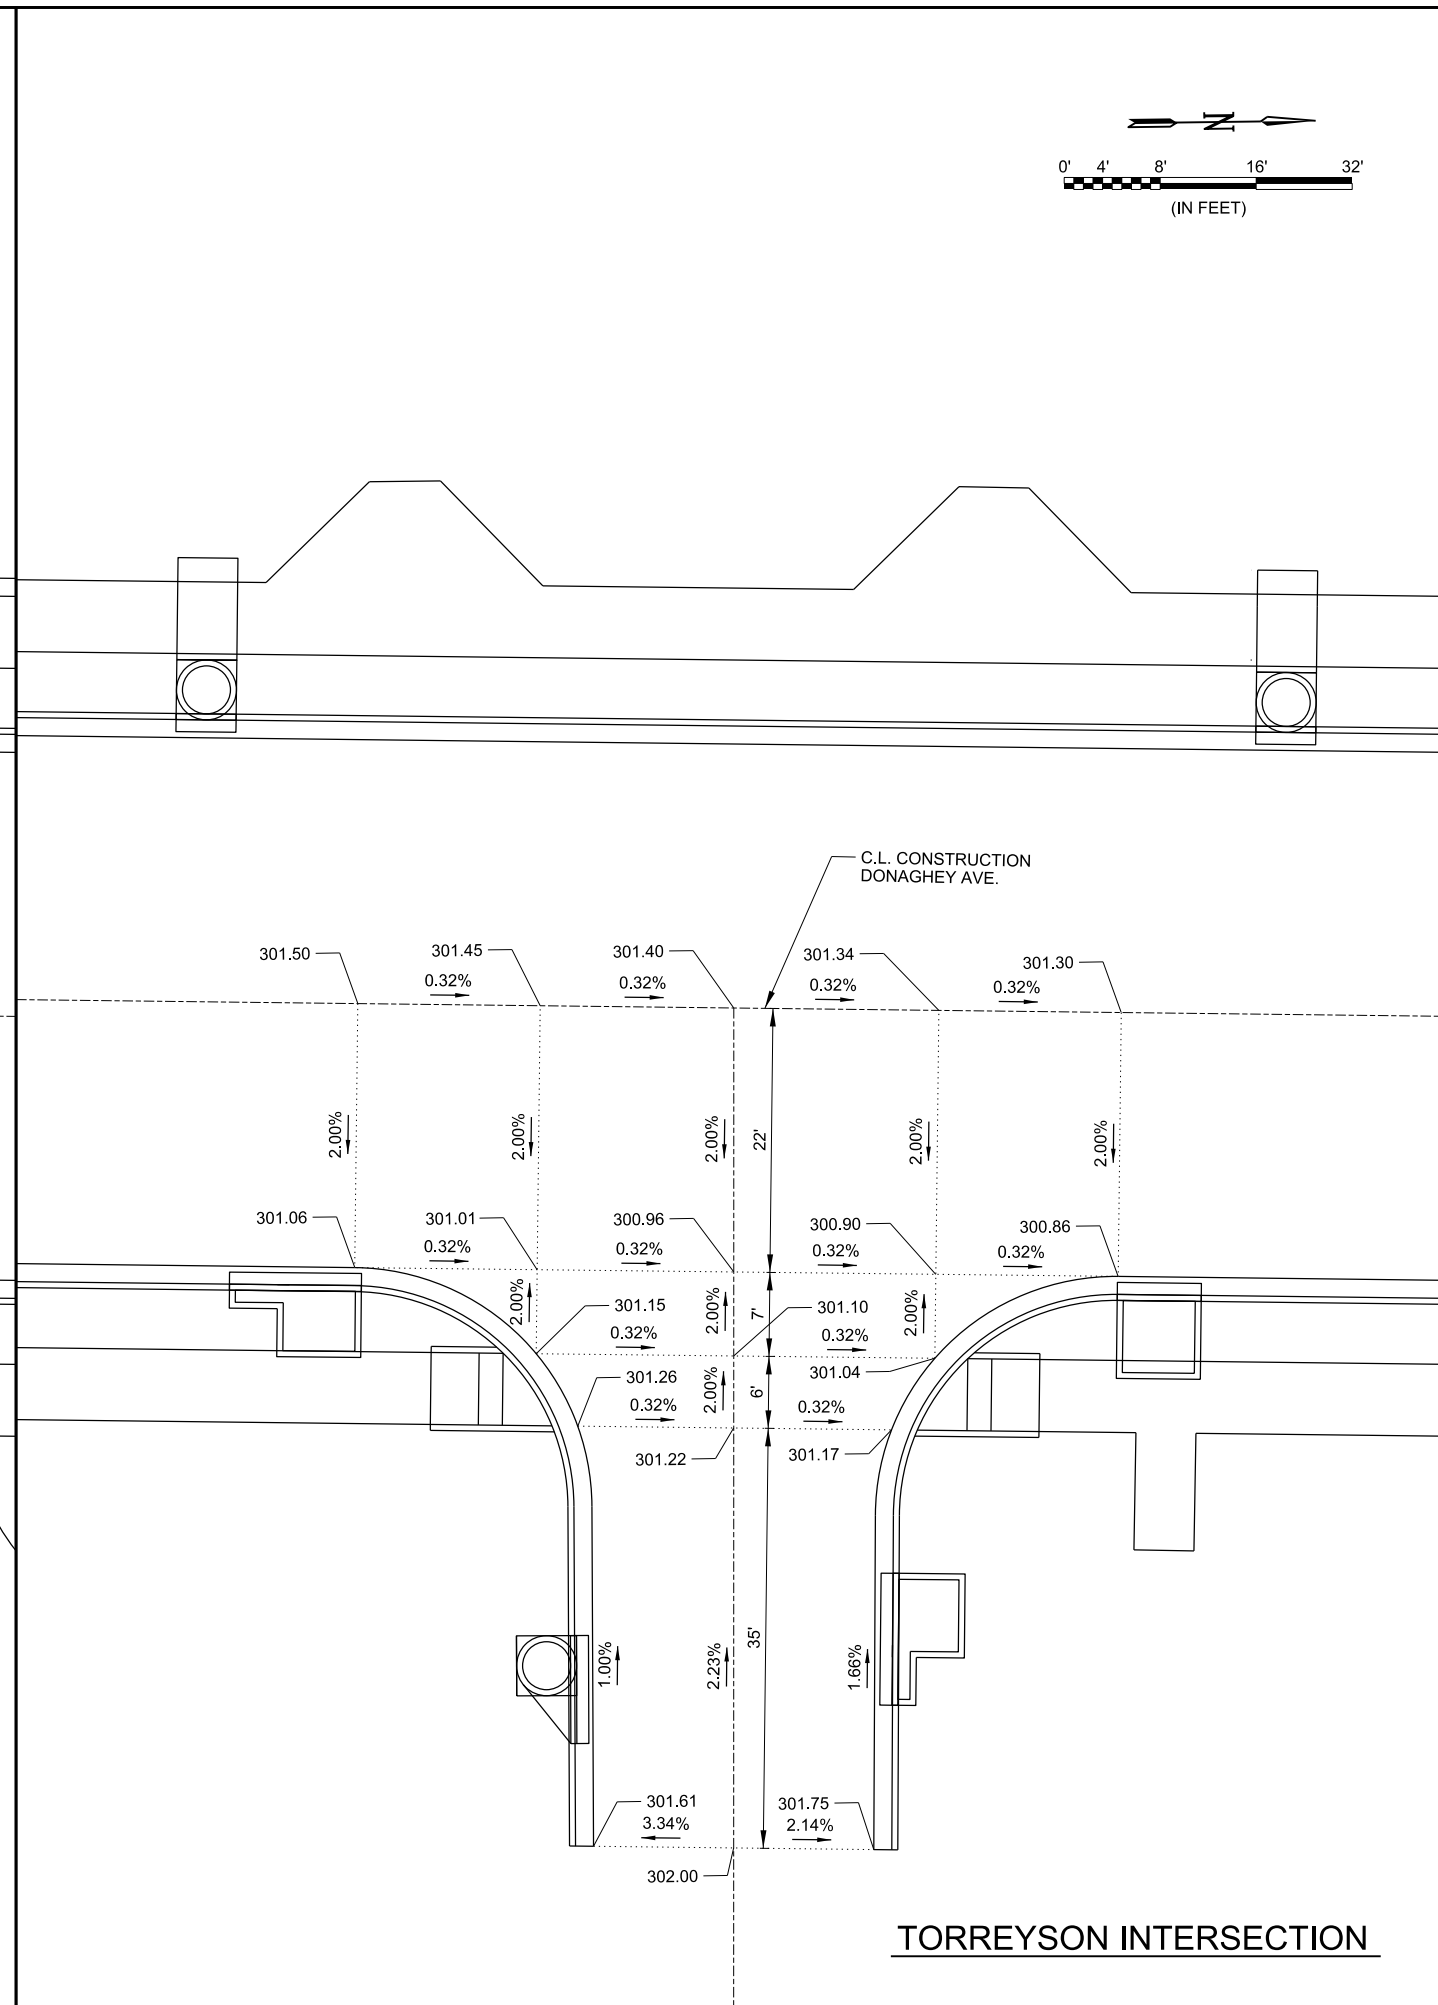 N
0' 4' 8' 16' 32'
(IN FEET)
C.L. CONSTRUCTION
DONAGHEY AVE.
301.50 301.45 301.40 301.34 301.30
0.32% 0.32% 0.32% 0.32%
2.00% 2.00% 2.00% 22' 2.00% 2.00%
301.06 301.01 300.96 300.90 300.86
0.32% 0.32% 0.32% 0.32%
2.00% 301.15 2.00% 7' 301.10 2.00%
0.32% 0.32%
301.26 2.00% 6' 301.04
0.32% 0.32%
301.22 301.17
1.00% 2.23% 35' 1.66%
301.61 301.75
3.34% 2.14%
302.00
TORREYSON INTERSECTION